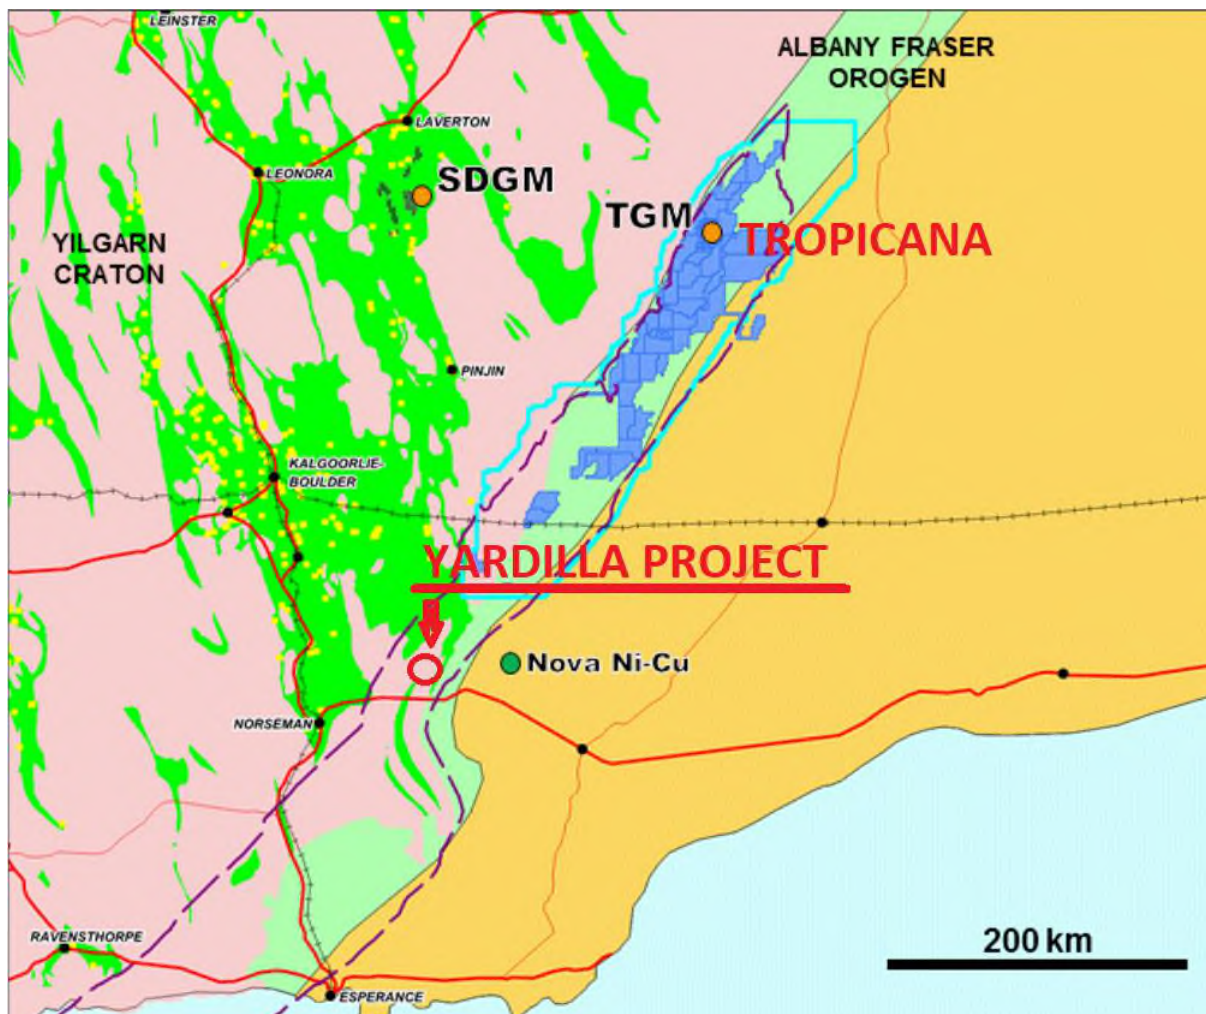 LEINSTER
ALBANY FRASER
OROGEN
LAVERTON
LEONORA
SDGM
TGM
TROPICANA
YILGARN
CRATON
PINJIN
KALGOORLIE-
BOULDER
YARDILLA PROJECT
Nova Ni-Cu
NORSEMAN
RAVENSTHORPE
200 km
ESPERANCE